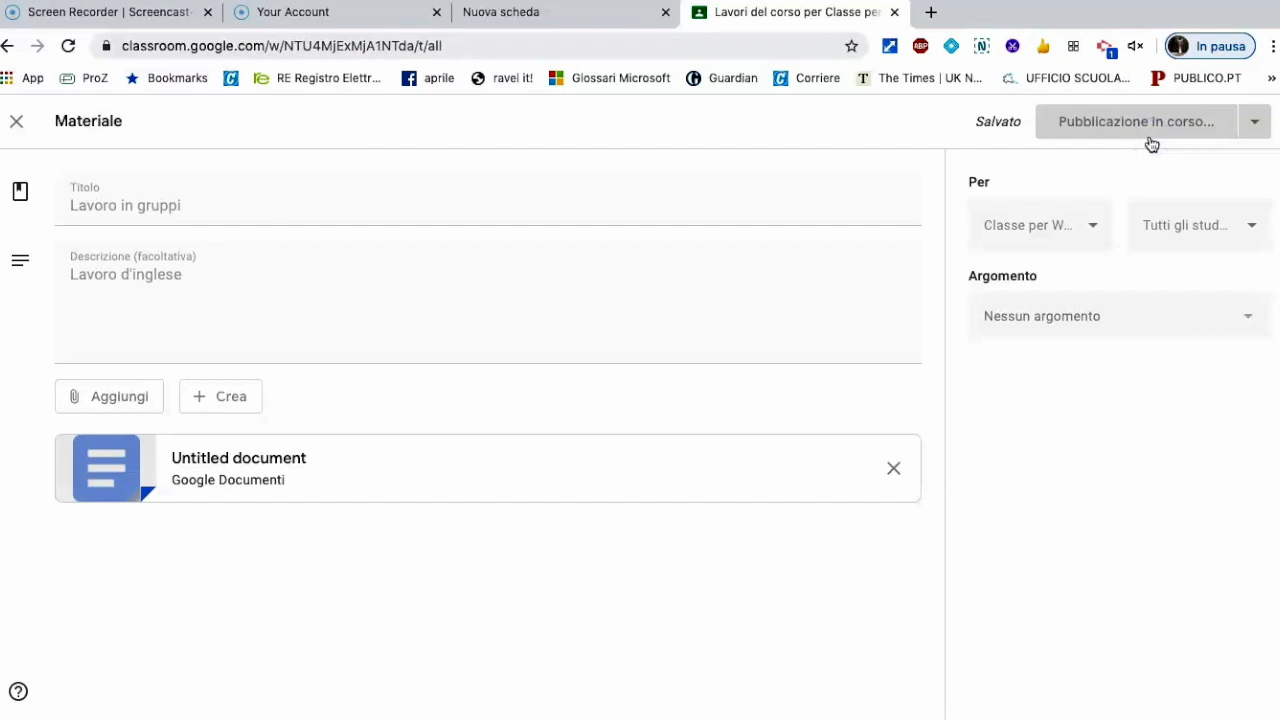 Screen Recorder | Screencast-
Your Account
Nuova scheda
Lavori del corso per Classe per
classroom.google.com/w/NTU4MjExMjA1NTda/t/all
ABP
N
1
In pausa
App
ProZ
Bookmarks
RE Registro Elettr...
aprile
ravel it!
Glossari Microsoft
Guardian
Corriere
The Times | UK N...
UFFICIO SCUOLA...
PUBLICO.PT
»
Materiale
Salvato
Pubblicazione in corso...
Titolo
Lavoro in gruppi
Descrizione (facoltativa)
Lavoro d'inglese
Aggiungi
+ Crea
Untitled document
Google Documenti
Per
Classe per W...
Tutti gli stud...
Argomento
Nessun argomento